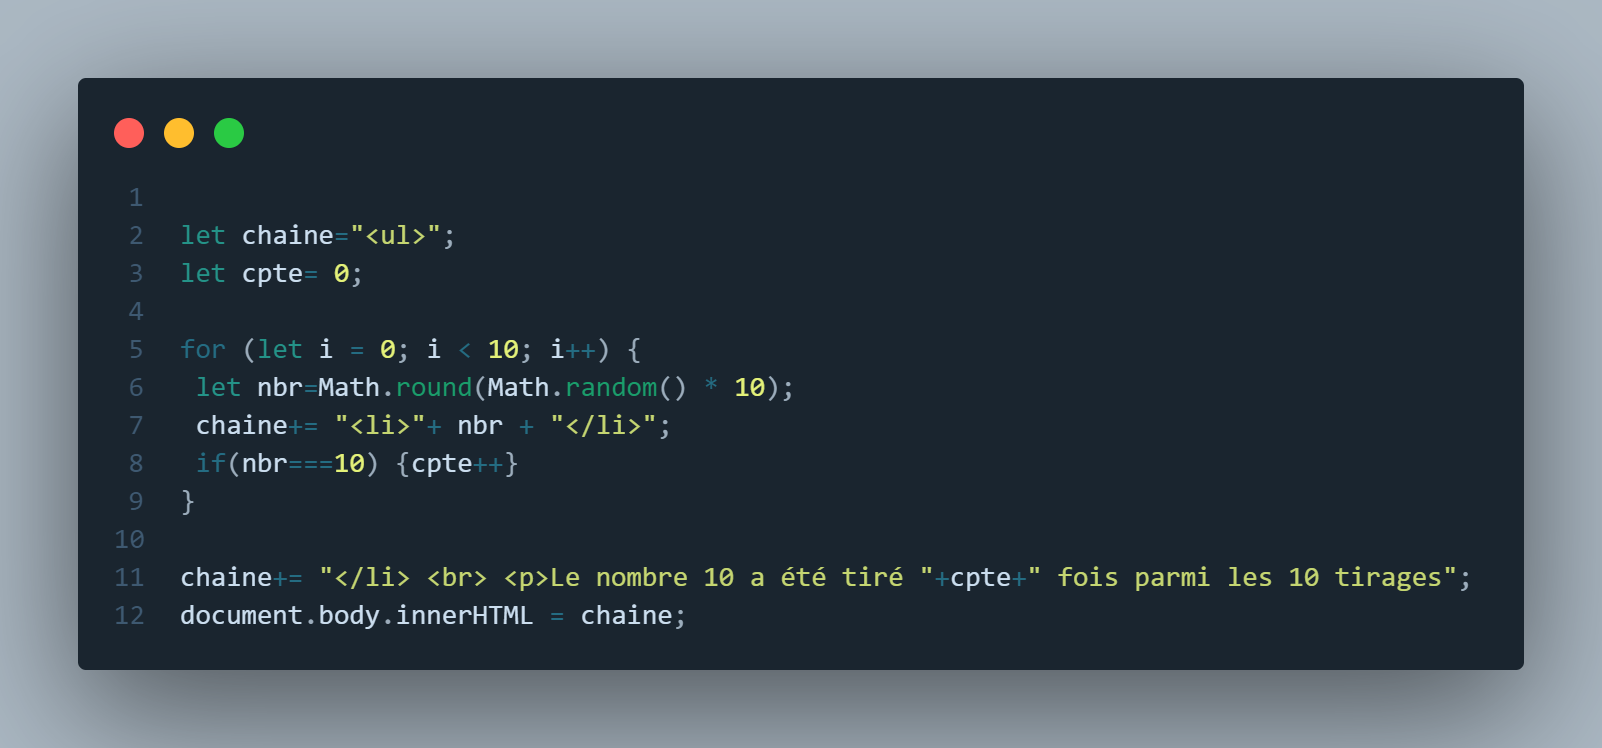 1
2 let chaine="<ul>";
3 let cpte= 0;
4
5 for (let i = 0; i < 10; i++) {
6  let nbr=Math.round(Math.random() * 10);
7  chaine+= "<li>"+ nbr + "</li>";
8  if(nbr===10) {cpte++}
9 }
10
11 chaine+= "</li> <br> <p>Le nombre 10 a été tiré "+cpte+" fois parmi les 10 tirages";
12 document.body.innerHTML = chaine;